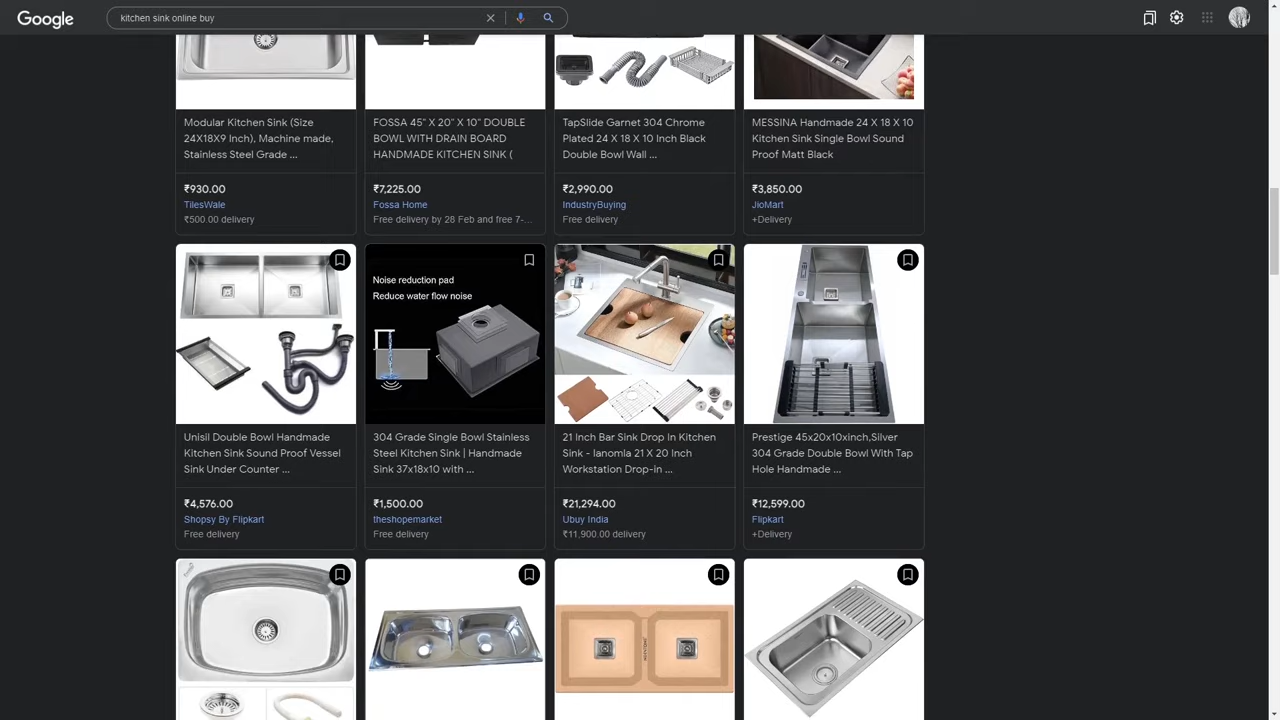 Google
kitchen sink online buy
Modular Kitchen Sink (Size
24X18X9 Inch), Machine made,
Stainless Steel Grade ...
₹930.00
TilesWale
₹500.00 delivery
FOSSA 45" X 20" X 10" DOUBLE
BOWL WITH DRAIN BOARD
HANDMADE KITCHEN SINK (
₹7,225.00
Fossa Home
Free delivery by 28 Feb and free 7-...
TapSlide Garnet 304 Chrome
Plated 24 X 18 X 10 Inch Black
Double Bowl Wall ...
₹2,990.00
IndustryBuying
Free delivery
MESSINA Handmade 24 X 18 X 10
Kitchen Sink Single Bowl Sound
Proof Matt Black
₹3,850.00
JioMart
+Delivery
Unisil Double Bowl Handmade
Kitchen Sink Sound Proof Vessel
Sink Under Counter ...
₹4,576.00
Shopsy By Flipkart
Free delivery
Noise reduction pad
Reduce water flow noise
304 Grade Single Bowl Stainless
Steel Kitchen Sink | Handmade
Sink 37x18x10 with ...
₹1,500.00
theshopemarket
Free delivery
21 Inch Bar Sink Drop In Kitchen
Sink - lanomla 21 X 20 Inch
Workstation Drop-in ...
₹21,294.00
Ubuy India
₹11,900.00 delivery
Prestige 45x20x10xinch,Silver
304 Grade Double Bowl With Tap
Hole Handmade ...
₹12,599.00
Flipkart
+Delivery